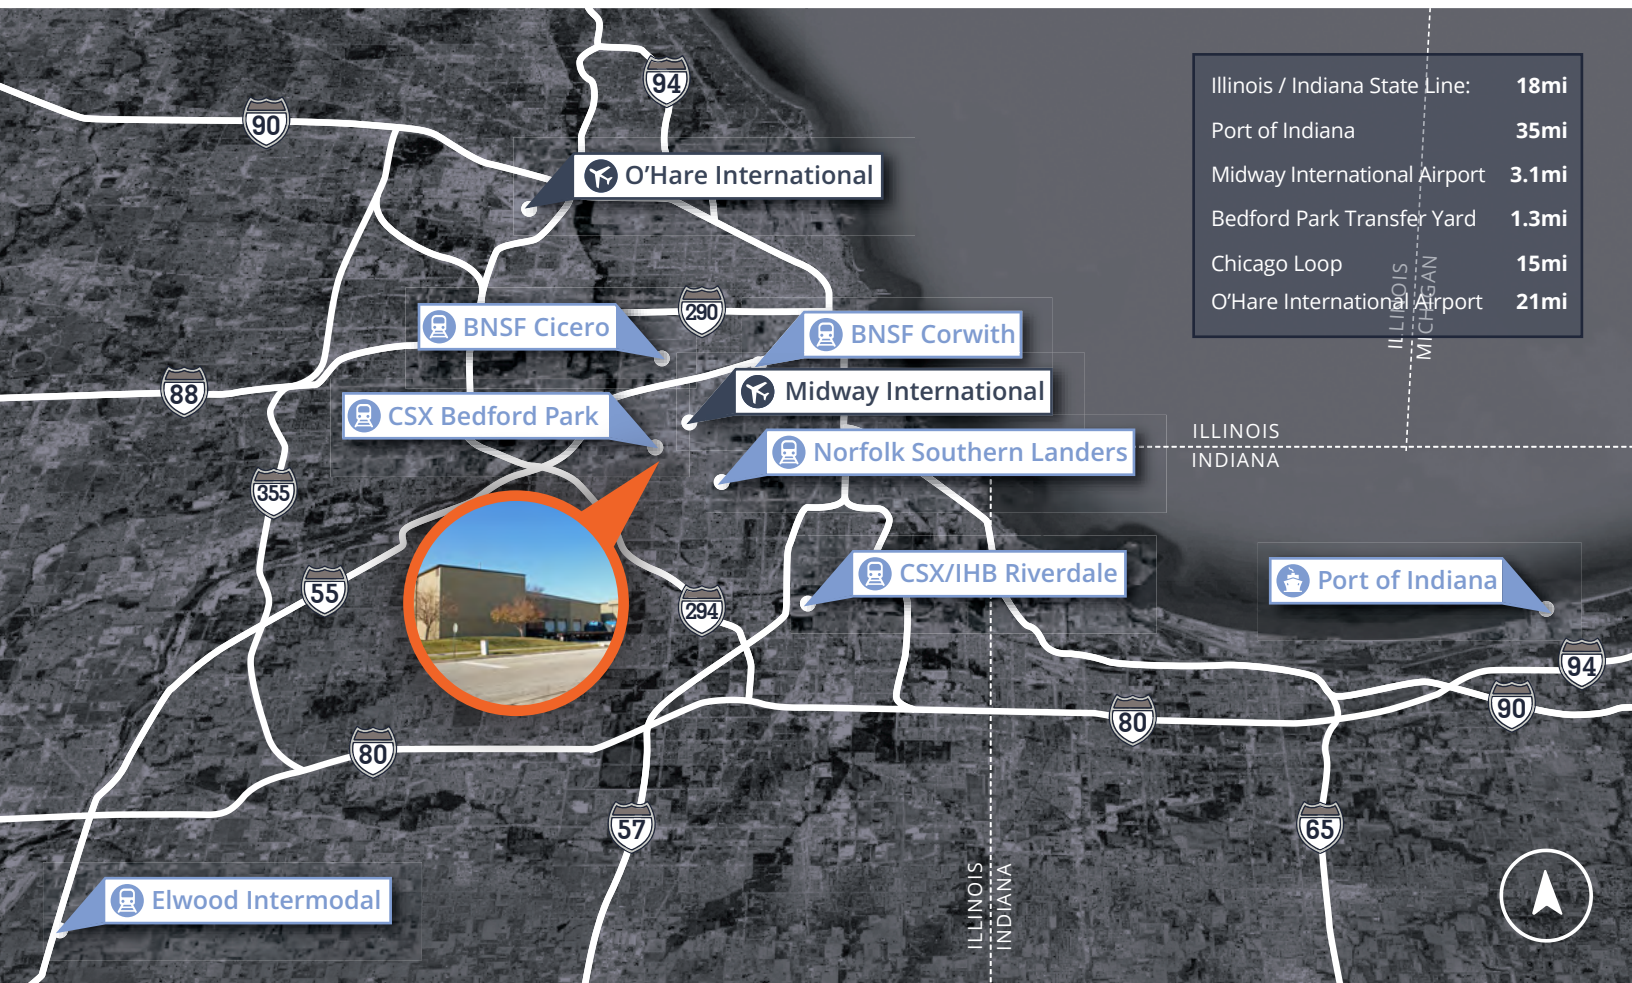 94
90
O'Hare International
Illinois / Indiana State Line: 18mi
Port of Indiana 35mi
Midway International Airport 3.1mi
Bedford Park Transfer Yard 1.3mi
Chicago Loop 15mi
O'Hare International Airport 21mi
ILLINOIS
MICHIGAN
290
BNSF Cicero
BNSF Corwith
88
Midway International
CSX Bedford Park
ILLINOIS
INDIANA
Norfolk Southern Landers
355
55
CSX/IHB Riverdale
Port of Indiana
294
94
90
80
80
57
65
Elwood Intermodal
ILLINOIS
INDIANA